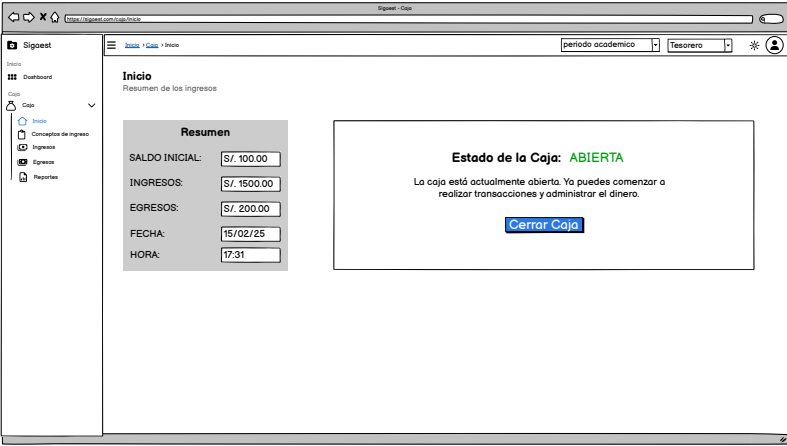 Sigaest - Caja
https://sigaest.com/caja/inicio
Sigaest
Inicio > Caja > Inicio
periodo academico
Tesorero
Inicio
Dashboard
Caja
Caja
Inicio
Conceptos de ingreso
Ingresos
Egresos
Reportes
Inicio
Resumen de los ingresos
Resumen
SALDO INICIAL: S/. 100.00
INGRESOS: S/. 1500.00
EGRESOS: S/. 200.00
FECHA: 15/02/25
HORA: 17:31
Estado de la Caja: ABIERTA
La caja está actualmente abierta. Ya puedes comenzar a
realizar transacciones y administrar el dinero.
Cerrar Caja